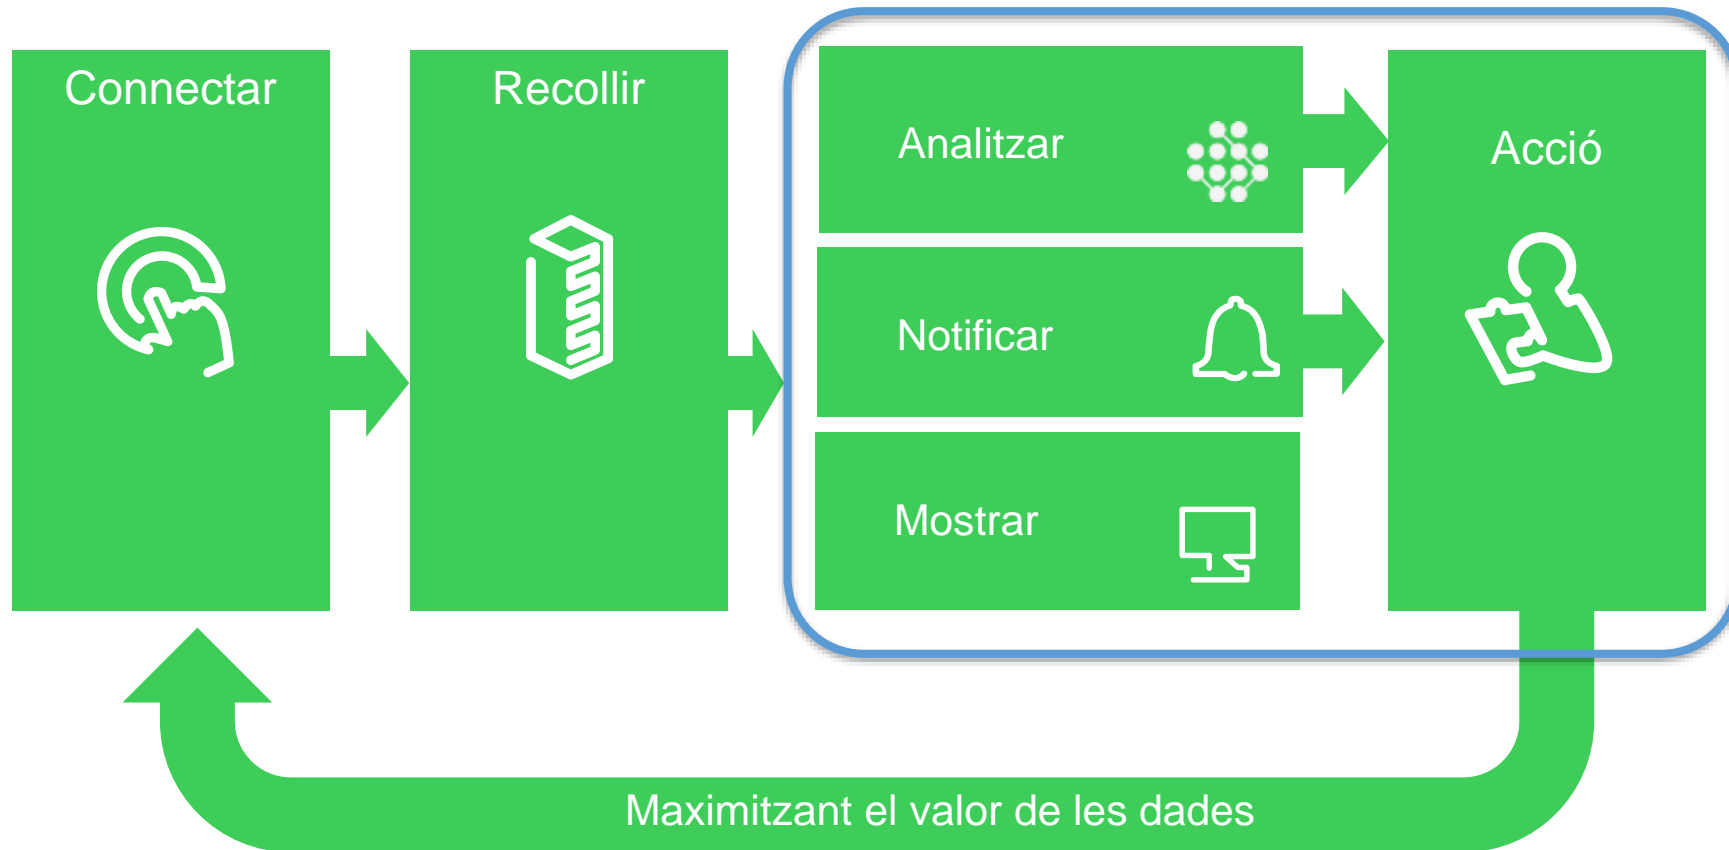 Connectar
Recollir
Analitzar
Acció
Notificar
Mostrar
Maximitzant el valor de les dades